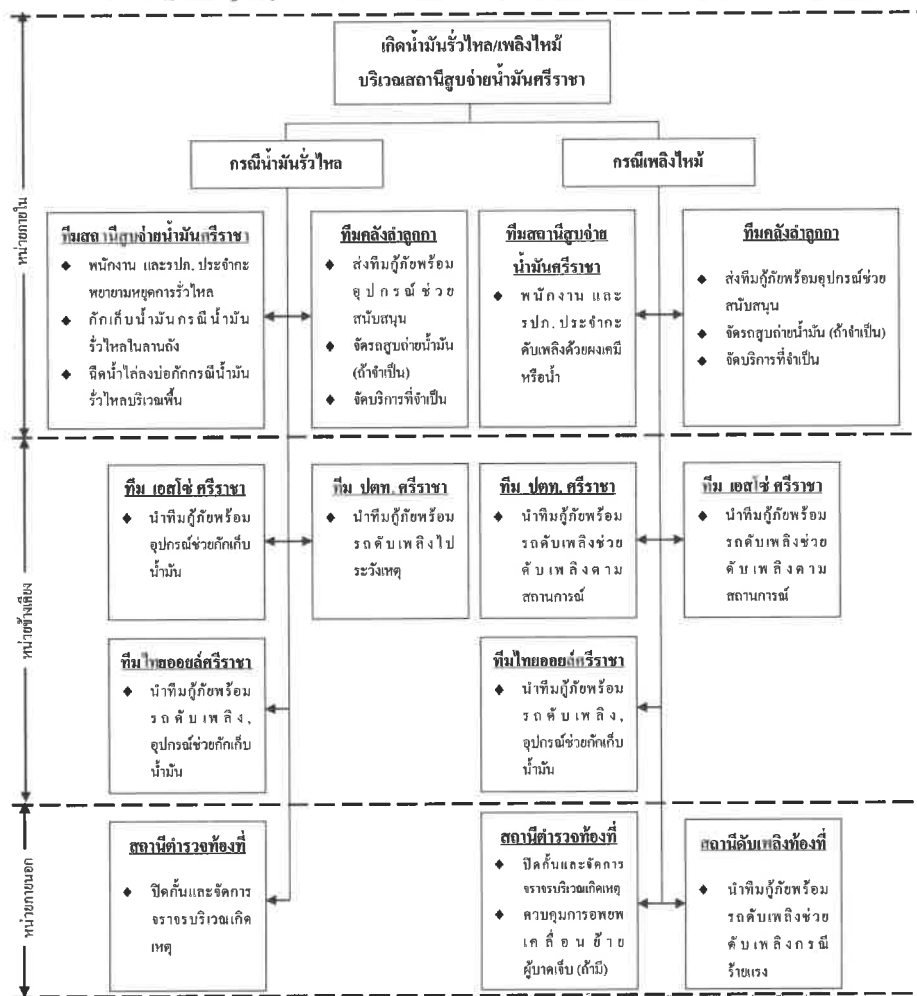 เกิดน้ำมันรั่วไหล/เพลิงไหม้
บริเวณสถานีสูบจ่ายน้ำมันศรีราชา
กรณีน้ำมันรั่วไหล
กรณีเพลิงไหม้
หน่วยภายใน
ทีมสถานีสูบจ่ายน้ำมันศรีราชา
◆ พนักงาน และรปภ. ประจำกะ
พยายามหยุดการรั่วไหล
◆ กักเก็บน้ำมันกรณีน้ำมัน
รั่วไหลในลานถัง
◆ ฉีดน้ำไล่ลงบ่อกักกรณีน้ำมัน
รั่วไหลบริเวณพื้น
ทีมคลังลำลูกกา
◆ ส่งทีมกู้ภัยพร้อม
อุปกรณ์ช่วย
สนับสนุน
◆ จัดรถสูบถ่ายน้ำมัน
(ถ้าจำเป็น)
◆ จัดบริการที่จำเป็น
ทีมสถานีสูบจ่าย
น้ำมันศรีราชา
◆ พนักงาน และ
รปภ. ประจำกะ
ดับเพลิงด้วยผงเคมี
หรือน้ำ
ทีมคลังลำลูกกา
◆ ส่งทีมกู้ภัยพร้อมอุปกรณ์ช่วย
สนับสนุน
◆ จัดรถสูบถ่ายน้ำมัน (ถ้าจำเป็น)
◆ จัดบริการที่จำเป็น
หน่วยข้างเคียง
ทีม เอสโซ่ ศรีราชา
◆ นำทีมกู้ภัยพร้อม
อุปกรณ์ช่วยกักเก็บ
น้ำมัน
ทีม ปตท. ศรีราชา
◆ นำทีมกู้ภัยพร้อม
รถดับเพลิงไป
ระวังเหตุ
ทีม ปตท. ศรีราชา
◆ นำทีมกู้ภัยพร้อม
รถดับเพลิงช่วย
ดับเพลิงตาม
สถานการณ์
ทีม เอสโซ่ ศรีราชา
◆ นำทีมกู้ภัยพร้อม
รถดับเพลิงช่วย
ดับเพลิงตาม
สถานการณ์
ทีมไทยออยล์ศรีราชา
◆ นำทีมกู้ภัยพร้อม
รถดับเพลิง,
อุปกรณ์ช่วยกักเก็บ
น้ำมัน
ทีมไทยออยล์ศรีราชา
◆ นำทีมกู้ภัยพร้อม
รถดับเพลิง,
อุปกรณ์ช่วยกักเก็บ
น้ำมัน
หน่วยภายนอก
สถานีตำรวจท้องที่
◆ ปิดกั้นและจัดการ
จราจรบริเวณเกิด
เหตุ
สถานีตำรวจท้องที่
◆ ปิดกั้นและจัดการ
จราจรบริเวณเกิดเหตุ
◆ ควบคุมการอพยพ
เคลื่อนย้าย
ผู้บาดเจ็บ (ถ้ามี)
สถานีดับเพลิงท้องที่
◆ นำทีมกู้ภัยพร้อม
รถดับเพลิงช่วย
ดับเพลิงกรณี
ร้ายแรง